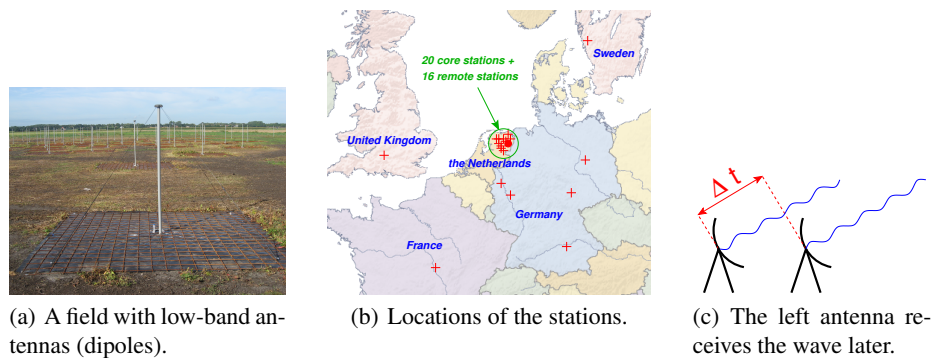 20 core stations +
16 remote stations
Sweden
United Kingdom
the Netherlands
Germany
France
Δ t
(a) A field with low-band an-
tennas (dipoles).
(b) Locations of the stations.
(c) The left antenna re-
ceives the wave later.